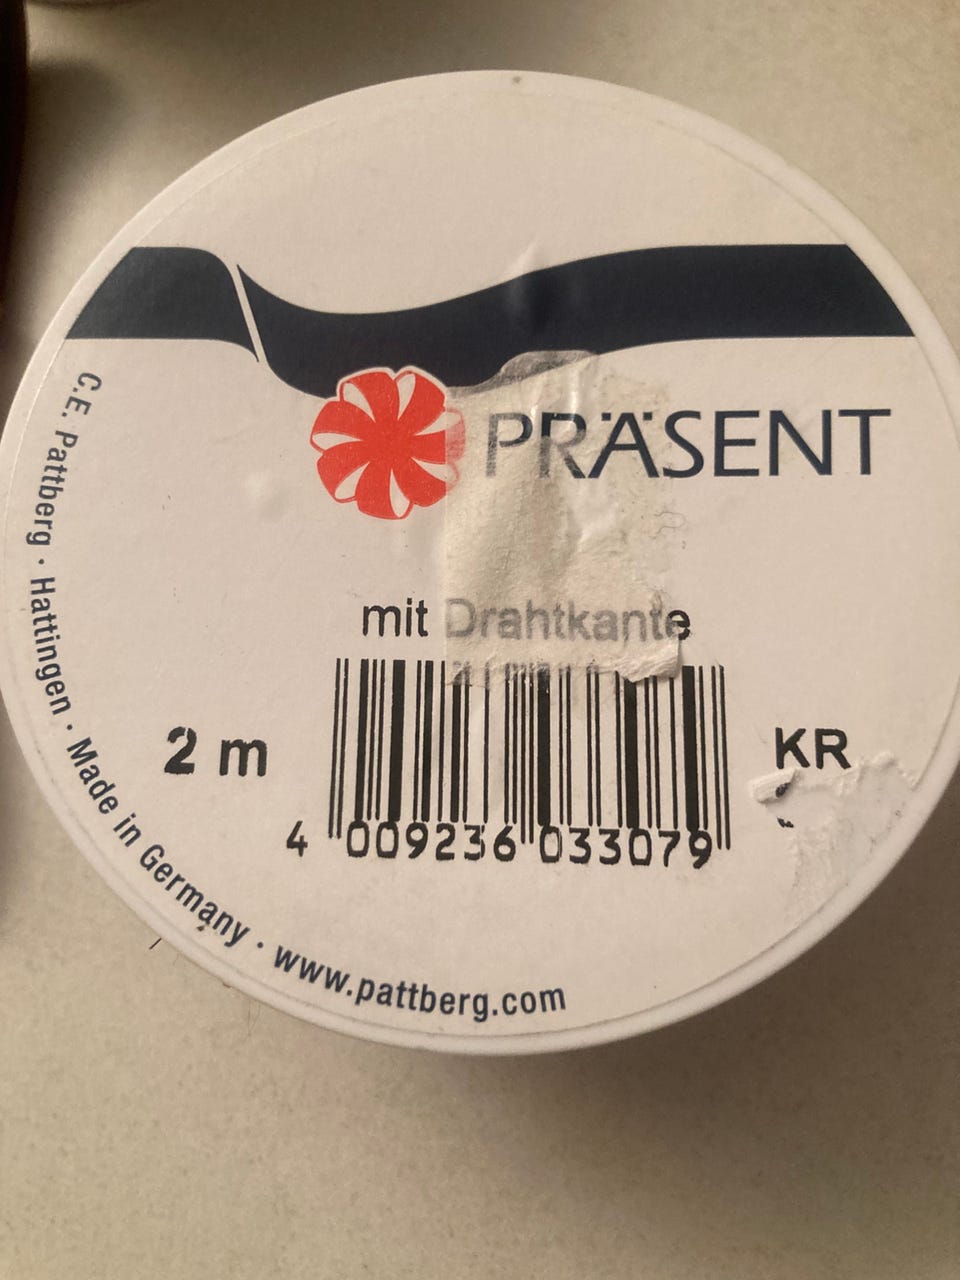 PRÄSENT
mit Drahtkante
2 m
KR
4 009236 033079
C.E. Pattberg · Hattingen · Made in Germany · www.pattberg.com